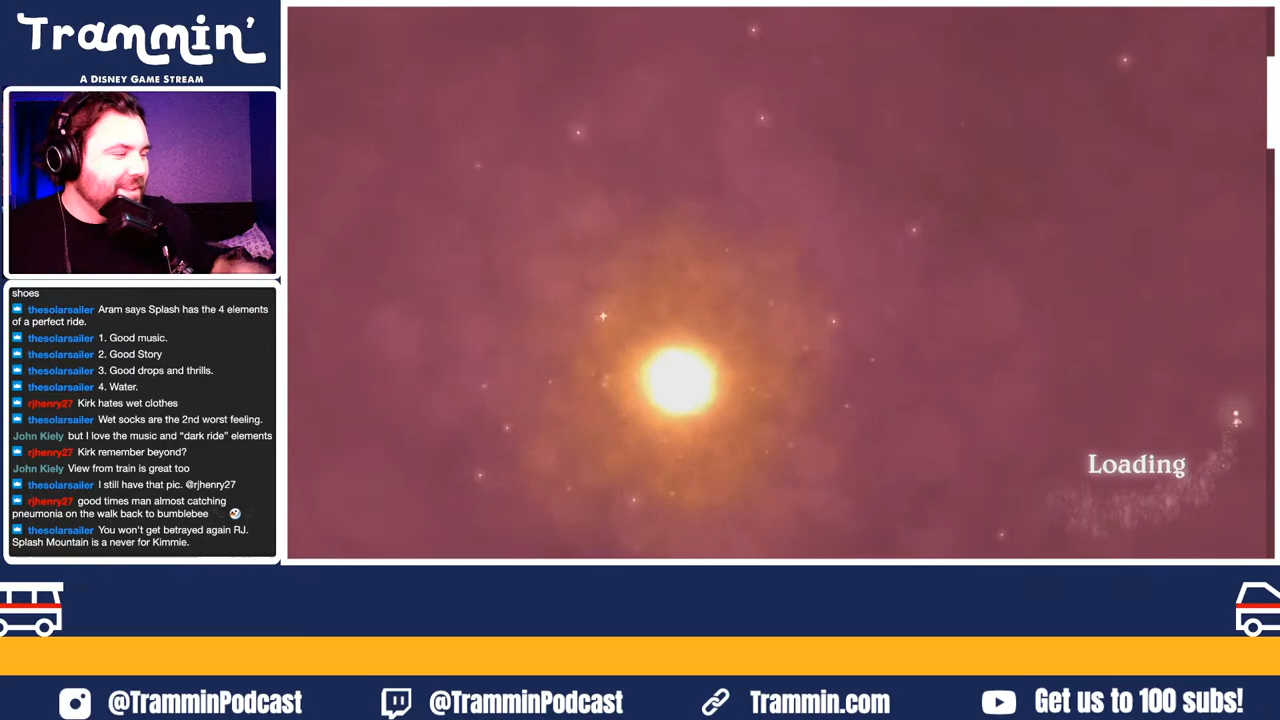 Trammin'
A DISNEY GAME STREAM
shoes
thesolarsailer Aram says Splash has the 4 elements
of a perfect ride.
thesolarsailer 1. Good music.
thesolarsailer 2. Good Story
thesolarsailer 3. Good drops and thrills.
thesolarsailer 4. Water.
rjhenry27 Kirk hates wet clothes
thesolarsailer Wet socks are the 2nd worst feeling.
John Kiely but I love the music and “dark ride” elements
rjhenry27 Kirk remember beyond?
John Kiely View from train is great too
thesolarsailer I still have that pic. @rjhenry27
rjhenry27 good times man almost catching
pneumonia on the walk back to bumblebee
thesolarsailer You won't get betrayed again RJ.
Splash Mountain is a never for Kimmie.
Loading
@TramminPodcast @TramminPodcast Trammin.com Get us to 100 subs!